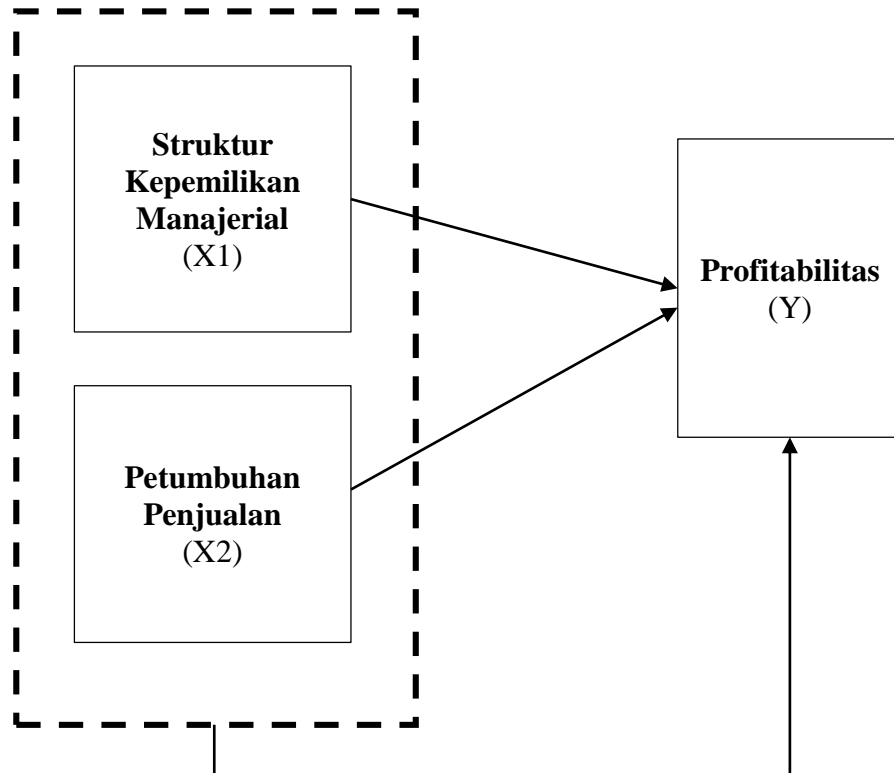 Struktur
Kepemilikan
Manajerial
(X1)
Profitabilitas
(Y)
Petumbuhan
Penjualan
(X2)